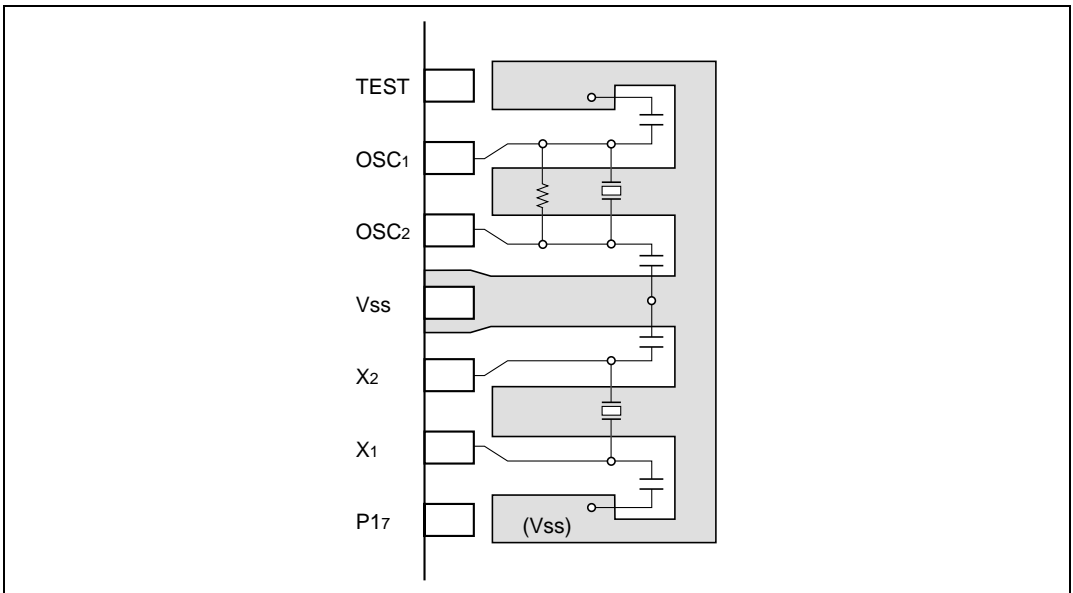 TEST
OSC1
OSC2
Vss
X2
X1
P17
(Vss)